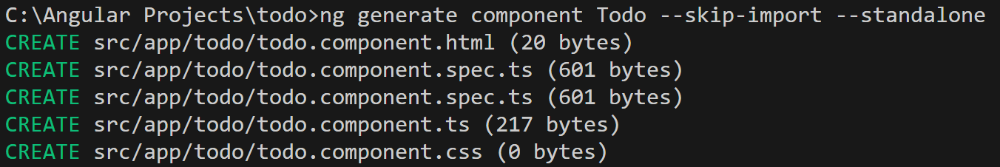 C:\Angular Projects\todo>ng generate component Todo --skip-import --standalone
CREATE src/app/todo/todo.component.html (20 bytes)
CREATE src/app/todo/todo.component.spec.ts (601 bytes)
CREATE src/app/todo/todo.component.spec.ts (601 bytes)
CREATE src/app/todo/todo.component.ts (217 bytes)
CREATE src/app/todo/todo.component.css (0 bytes)